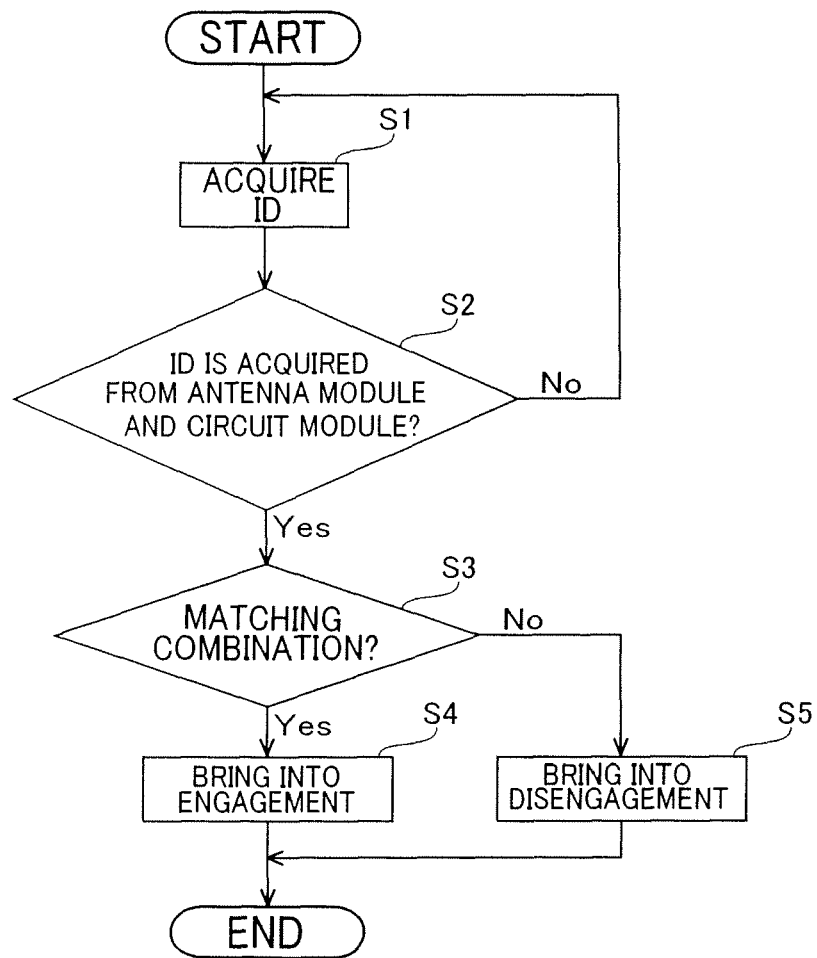 START
S1
ACQUIRE
ID
S2
ID IS ACQUIRED
FROM ANTENNA MODULE
AND CIRCUIT MODULE?
No
Yes
S3
MATCHING
COMBINATION?
No
Yes
S4
BRING INTO
ENGAGEMENT
S5
BRING INTO
DISENGAGEMENT
END